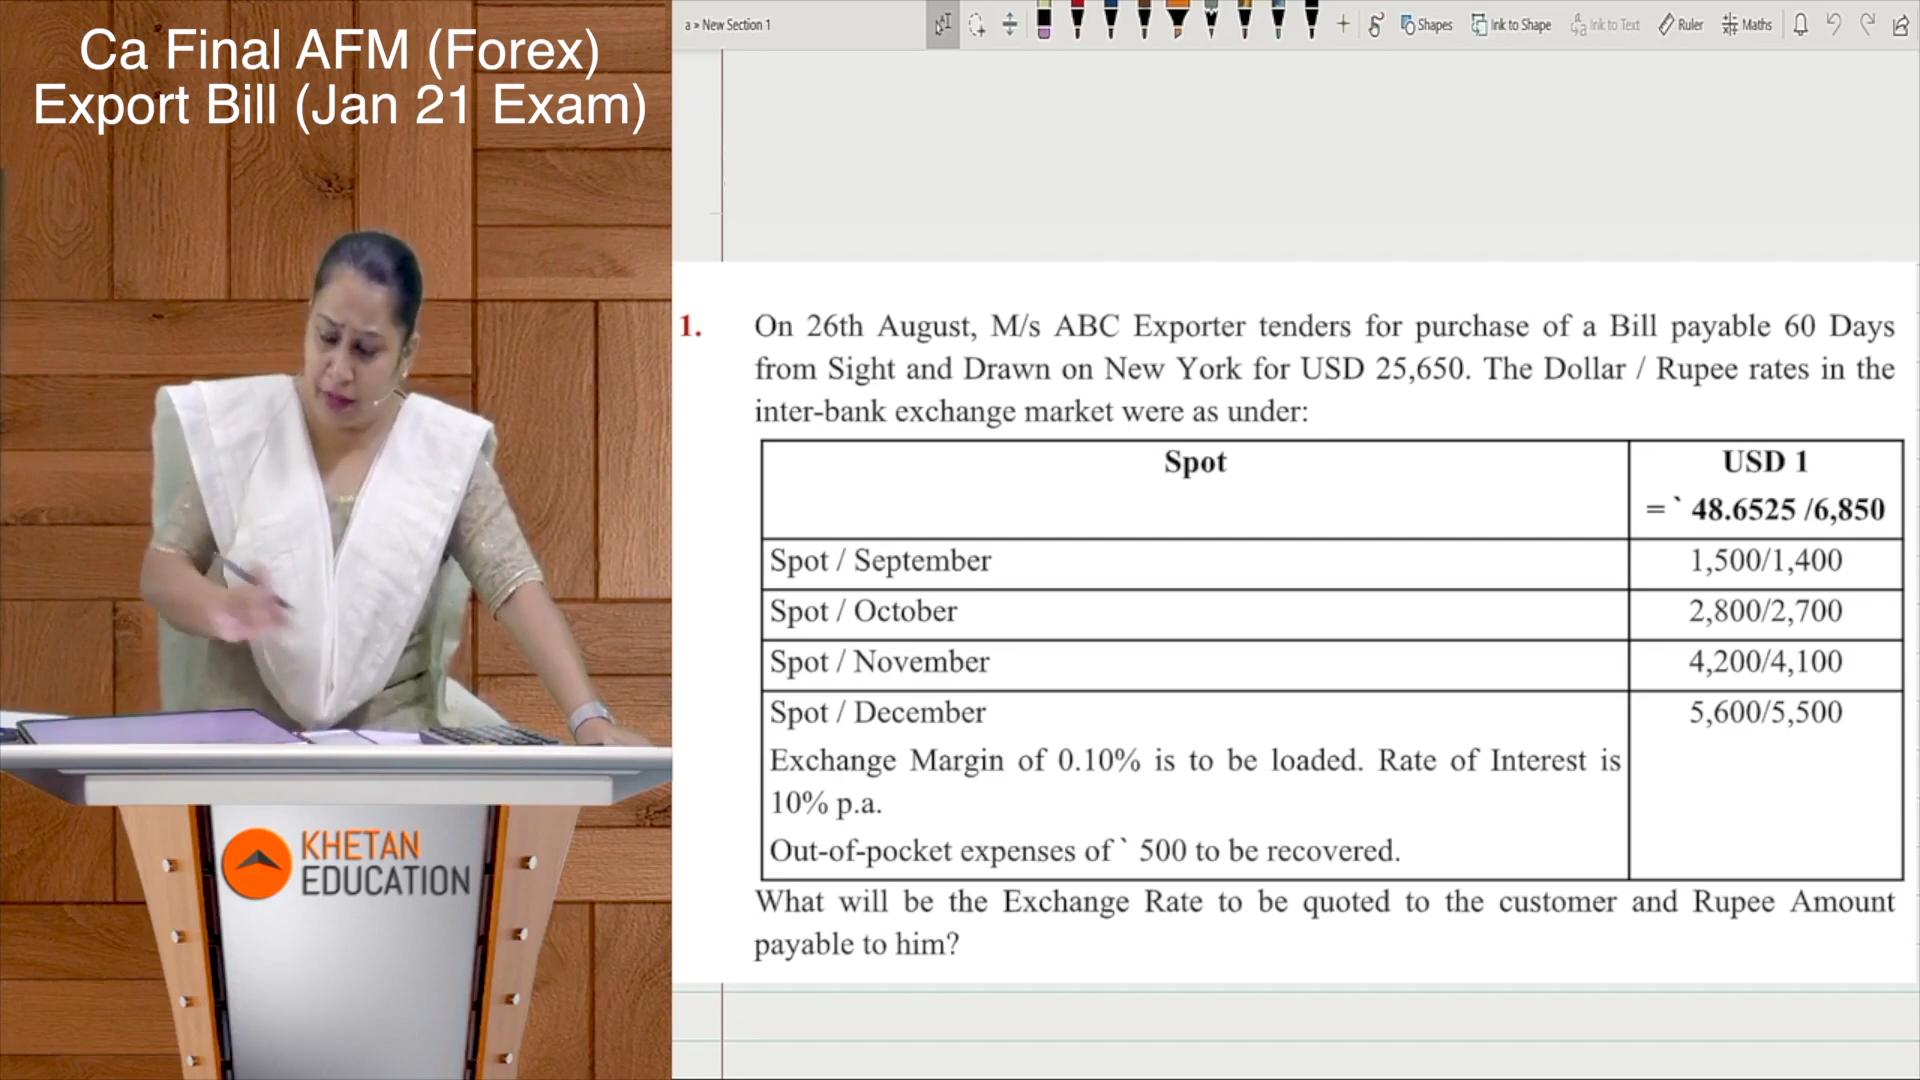 Ca Final AFM (Forex)
Export Bill (Jan 21 Exam)
a » New Section 1
Shapes
Ink to Shape
Ink to Text
Ruler
Maths
1. On 26th August, M/s ABC Exporter tenders for purchase of a Bill payable 60 Days
from Sight and Drawn on New York for USD 25,650. The Dollar / Rupee rates in the
inter-bank exchange market were as under:
Spot USD 1
= ` 48.6525 /6,850
Spot / September 1,500/1,400
Spot / October 2,800/2,700
Spot / November 4,200/4,100
Spot / December 5,600/5,500
Exchange Margin of 0.10% is to be loaded. Rate of Interest is
10% p.a.
Out-of-pocket expenses of ` 500 to be recovered.
What will be the Exchange Rate to be quoted to the customer and Rupee Amount
payable to him?
KHETAN
EDUCATION